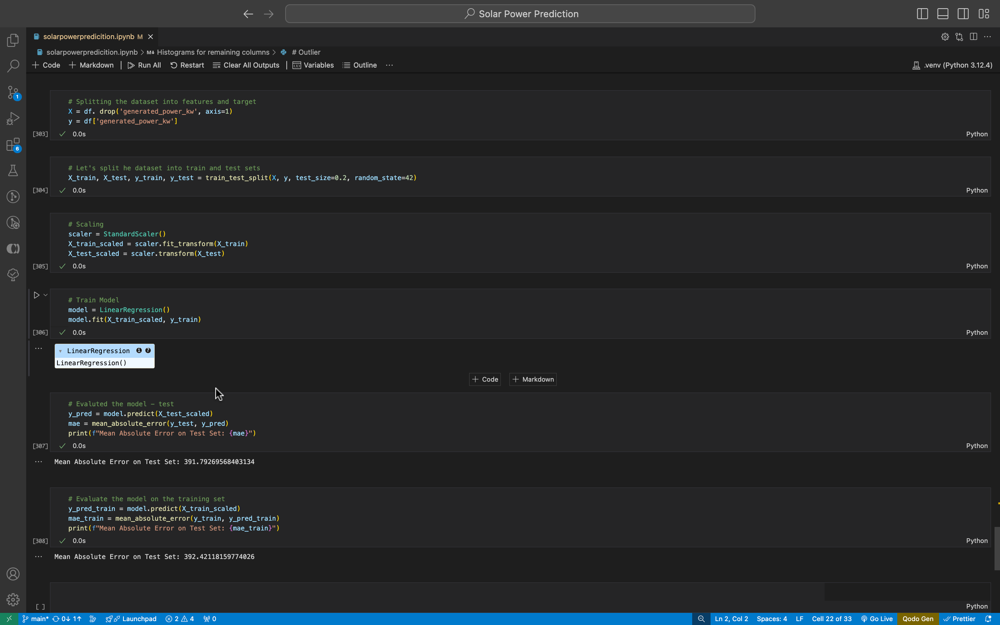 Solar Power Prediction
solarpowerpredicition.ipynb M
solarpowerpredicition.ipynb > M↓ Histograms for remaining columns > # Outlier
+ Code + Markdown | Run All Restart Clear All Outputs | Variables Outline ...
.venv (Python 3.12.4)
1
6
# Splitting the dataset into features and target
X = df. drop('generated_power_kw', axis=1)
y = df['generated_power_kw']
[303] ✓ 0.0s Python
# Let's split he dataset into train and test sets
X_train, X_test, y_train, y_test = train_test_split(X, y, test_size=0.2, random_state=42)
[304] ✓ 0.0s Python
# Scaling
scaler = StandardScaler()
X_train_scaled = scaler.fit_transform(X_train)
X_test_scaled = scaler.transform(X_test)
[305] ✓ 0.0s Python
# Train Model
model = LinearRegression()
model.fit(X_train_scaled, y_train)
[306] ✓ 0.0s Python
... ▾ LinearRegression i ?
LinearRegression()
+ Code + Markdown
# Evaluted the model - test
y_pred = model.predict(X_test_scaled)
mae = mean_absolute_error(y_test, y_pred)
print(f"Mean Absolute Error on Test Set: {mae}")
[307] ✓ 0.0s Python
... Mean Absolute Error on Test Set: 391.79269568403134
# Evaluate the model on the training set
y_pred_train = model.predict(X_train_scaled)
mae_train = mean_absolute_error(y_train, y_pred_train)
print(f"Mean Absolute Error on Test Set: {mae_train}")
[308] ✓ 0.0s Python
... Mean Absolute Error on Test Set: 392.42118159774026
[ ] Python
main* 0↓ 1↑ Launchpad 2 4 0 Ln 2, Col 2 Spaces: 4 LF Cell 22 of 33 Go Live Qodo Gen Prettier